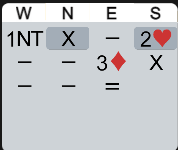 W N E S
1NT X – 2♥
– – 3♦ X
– – =